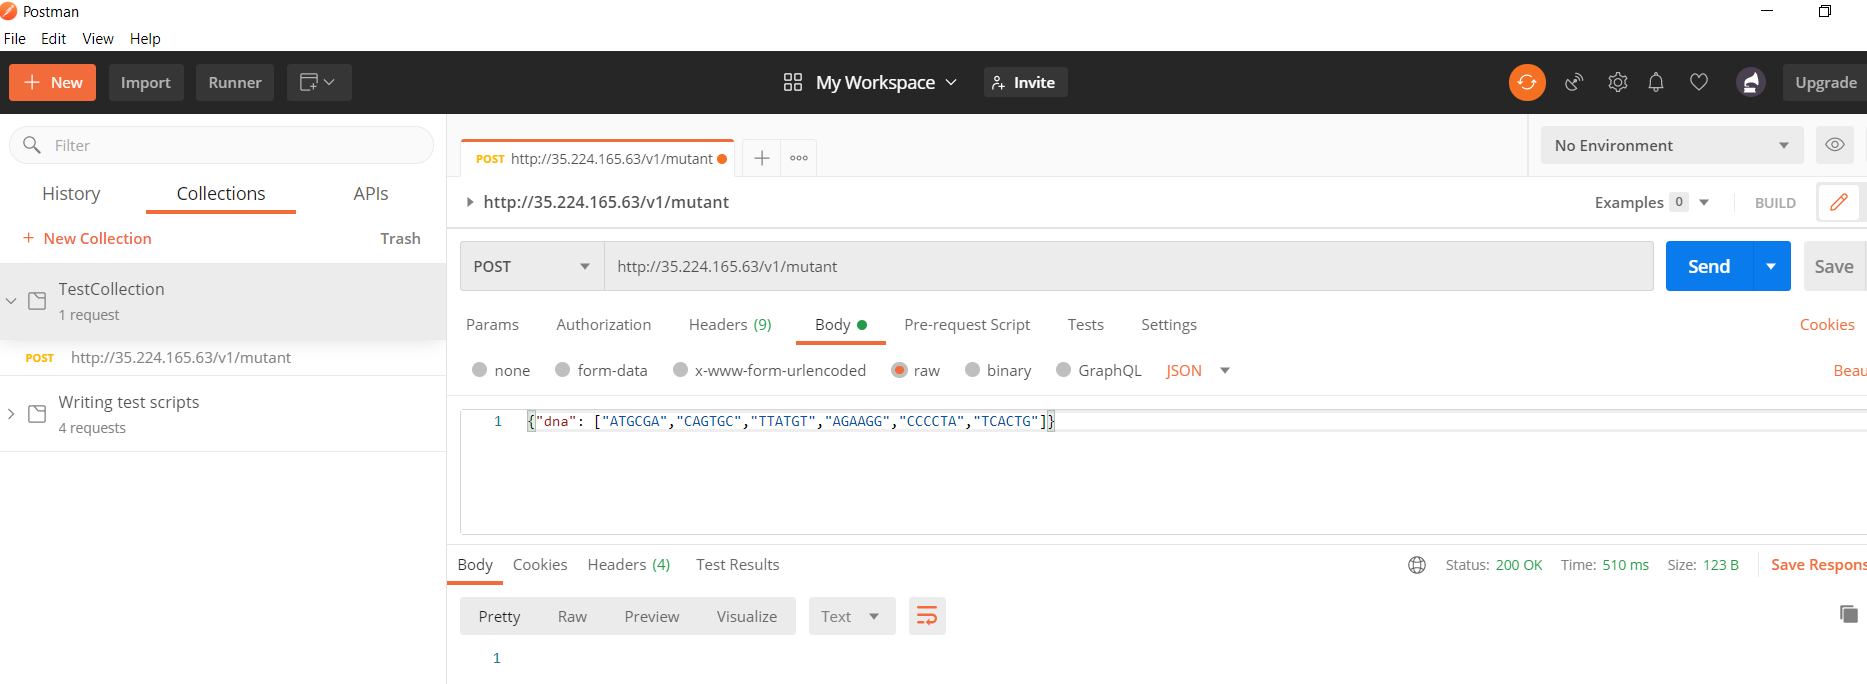 Postman
File Edit View Help
+ New Import Runner My Workspace Invite Upgrade
Filter
History Collections APIs
+ New Collection Trash
TestCollection
1 request
POST http://35.224.165.63/v1/mutant
Writing test scripts
4 requests
POST http://35.224.165.63/v1/mutant
No Environment
http://35.224.165.63/v1/mutant
Examples 0 BUILD
POST http://35.224.165.63/v1/mutant Send Save
Params Authorization Headers (9) Body Pre-request Script Tests Settings Cookies
none form-data x-www-form-urlencoded raw binary GraphQL JSON Beau
1 {"dna": ["ATGCGA","CAGTGC","TTATGT","AGAAGG","CCCCTA","TCACTG"]}
Body Cookies Headers (4) Test Results Status: 200 OK Time: 510 ms Size: 123 B Save Respons
Pretty Raw Preview Visualize Text
1